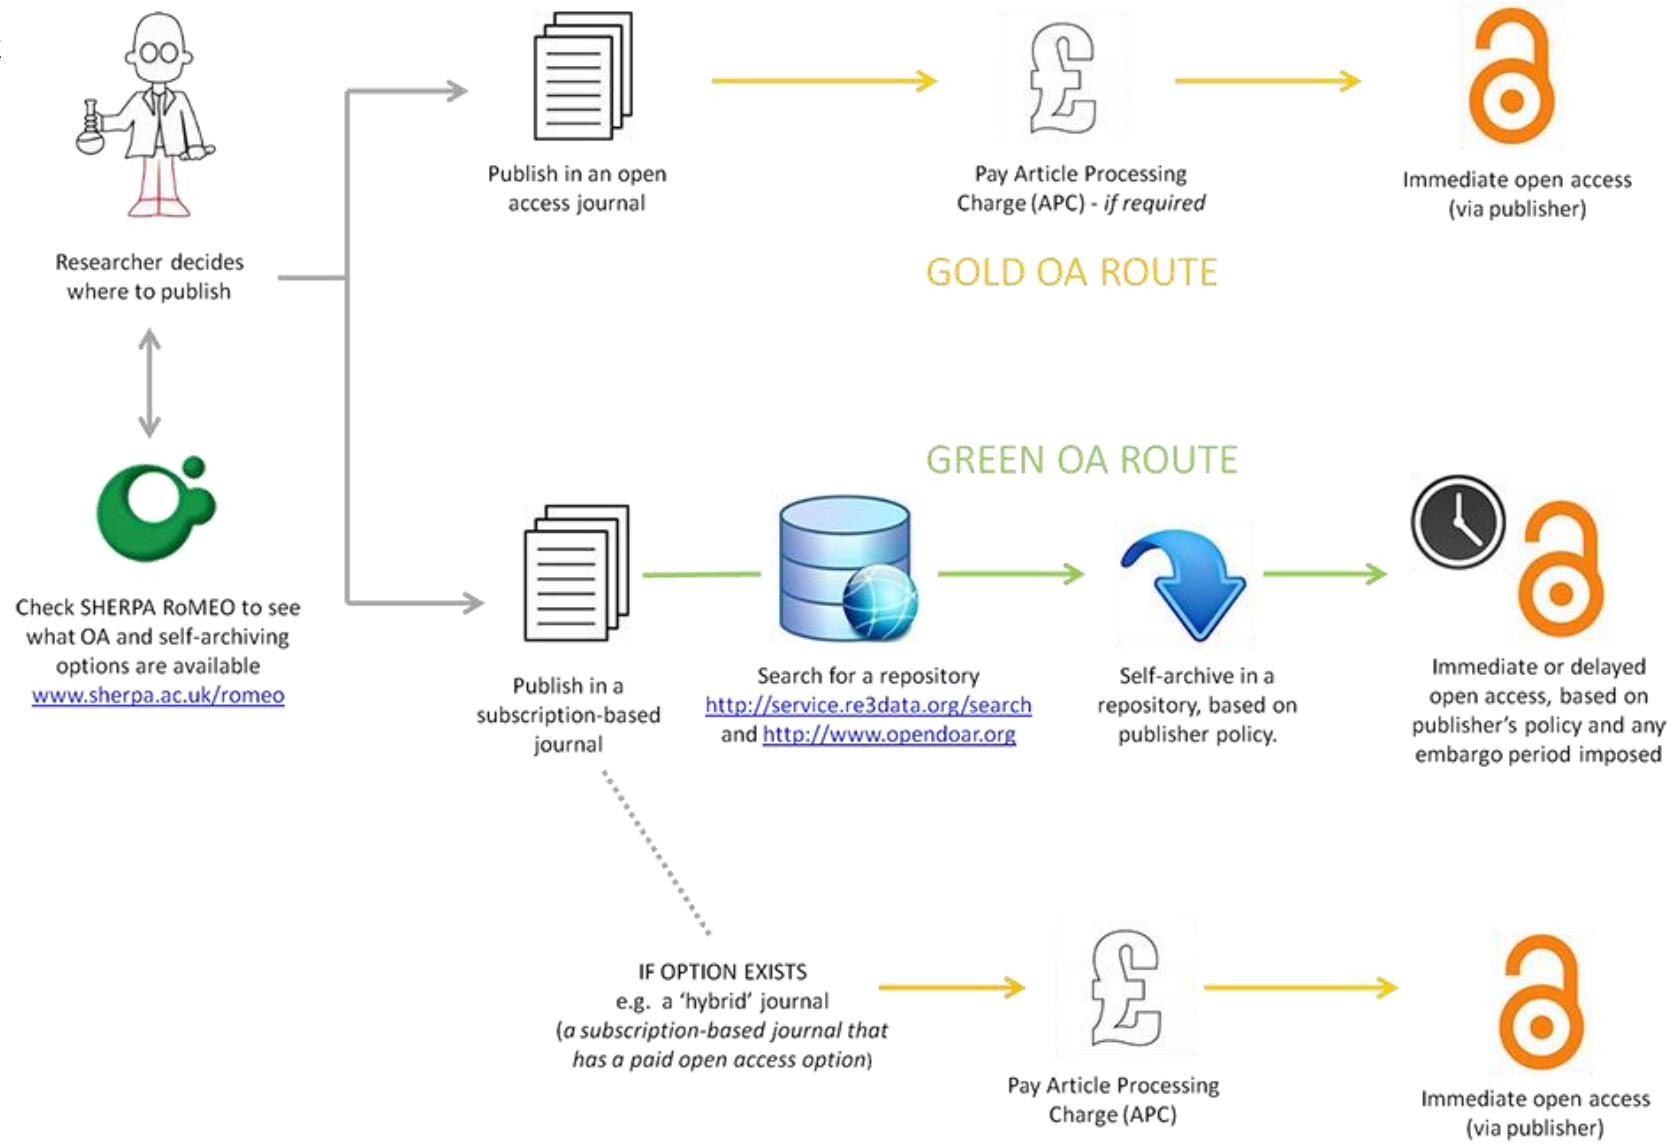 Researcher decides
where to publish
Check SHERPA RoMEO to see
what OA and self-archiving
options are available
www.sherpa.ac.uk/romeo
Publish in an open
access journal
Pay Article Processing
Charge (APC) - if required
Immediate open access
(via publisher)
GOLD OA ROUTE
GREEN OA ROUTE
Publish in a
subscription-based
journal
Search for a repository
http://service.re3data.org/search
and http://www.opendoar.org
Self-archive in a
repository, based on
publisher policy.
Immediate or delayed
open access, based on
publisher's policy and any
embargo period imposed
IF OPTION EXISTS
e.g. a 'hybrid' journal
(a subscription-based journal that
has a paid open access option)
Pay Article Processing
Charge (APC)
Immediate open access
(via publisher)